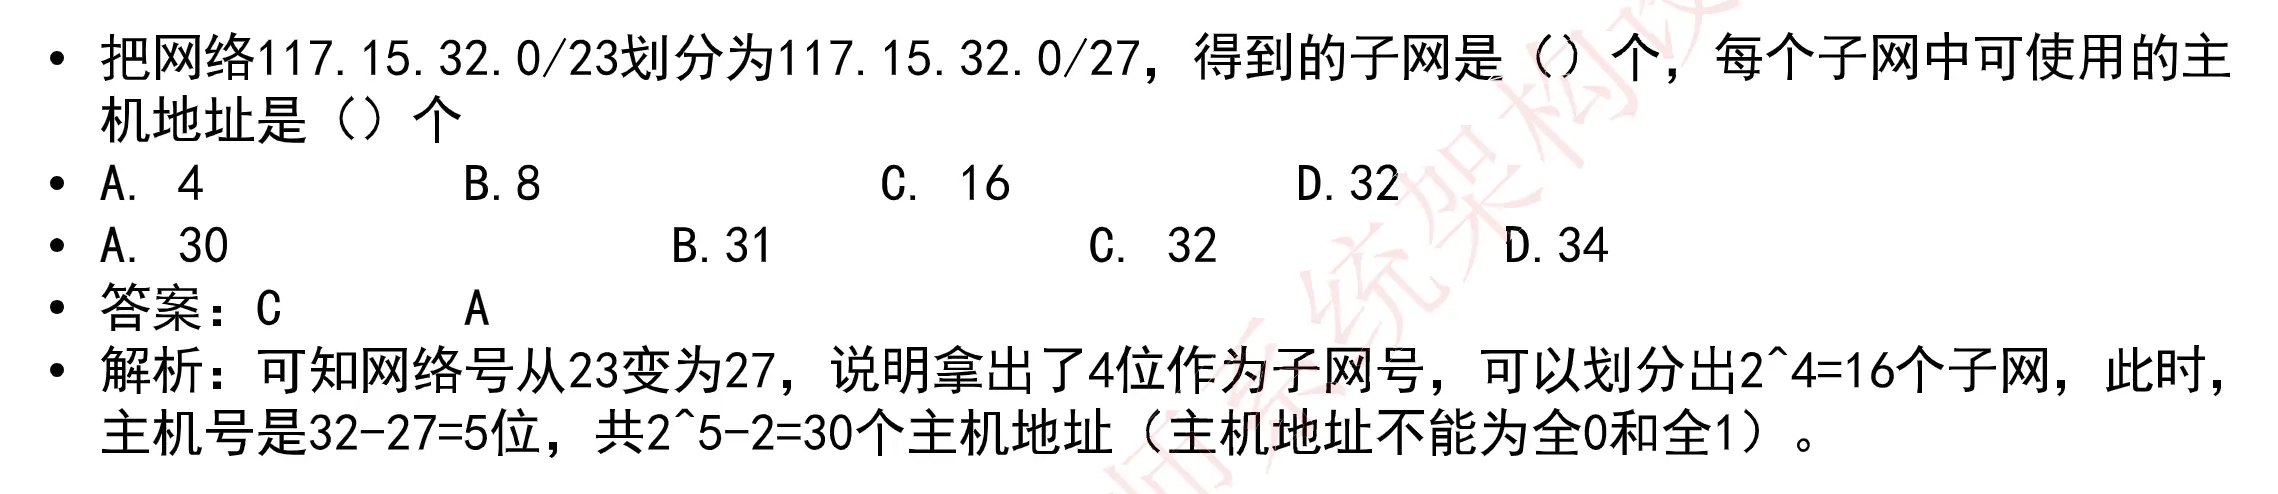 • 把网络117.15.32.0/23划分为117.15.32.0/27，得到的子网是（）个，每个子网中可使用的主
机地址是（）个
• A. 4 B.8 C. 16 D.32
• A. 30 B.31 C. 32 D.34
• 答案：C A
• 解析：可知网络号从23变为27，说明拿出了4位作为子网号，可以划分出2^4=16个子网，此时，
主机号是32-27=5位，共2^5-2=30个主机地址（主机地址不能为全0和全1）。
师系统架构设